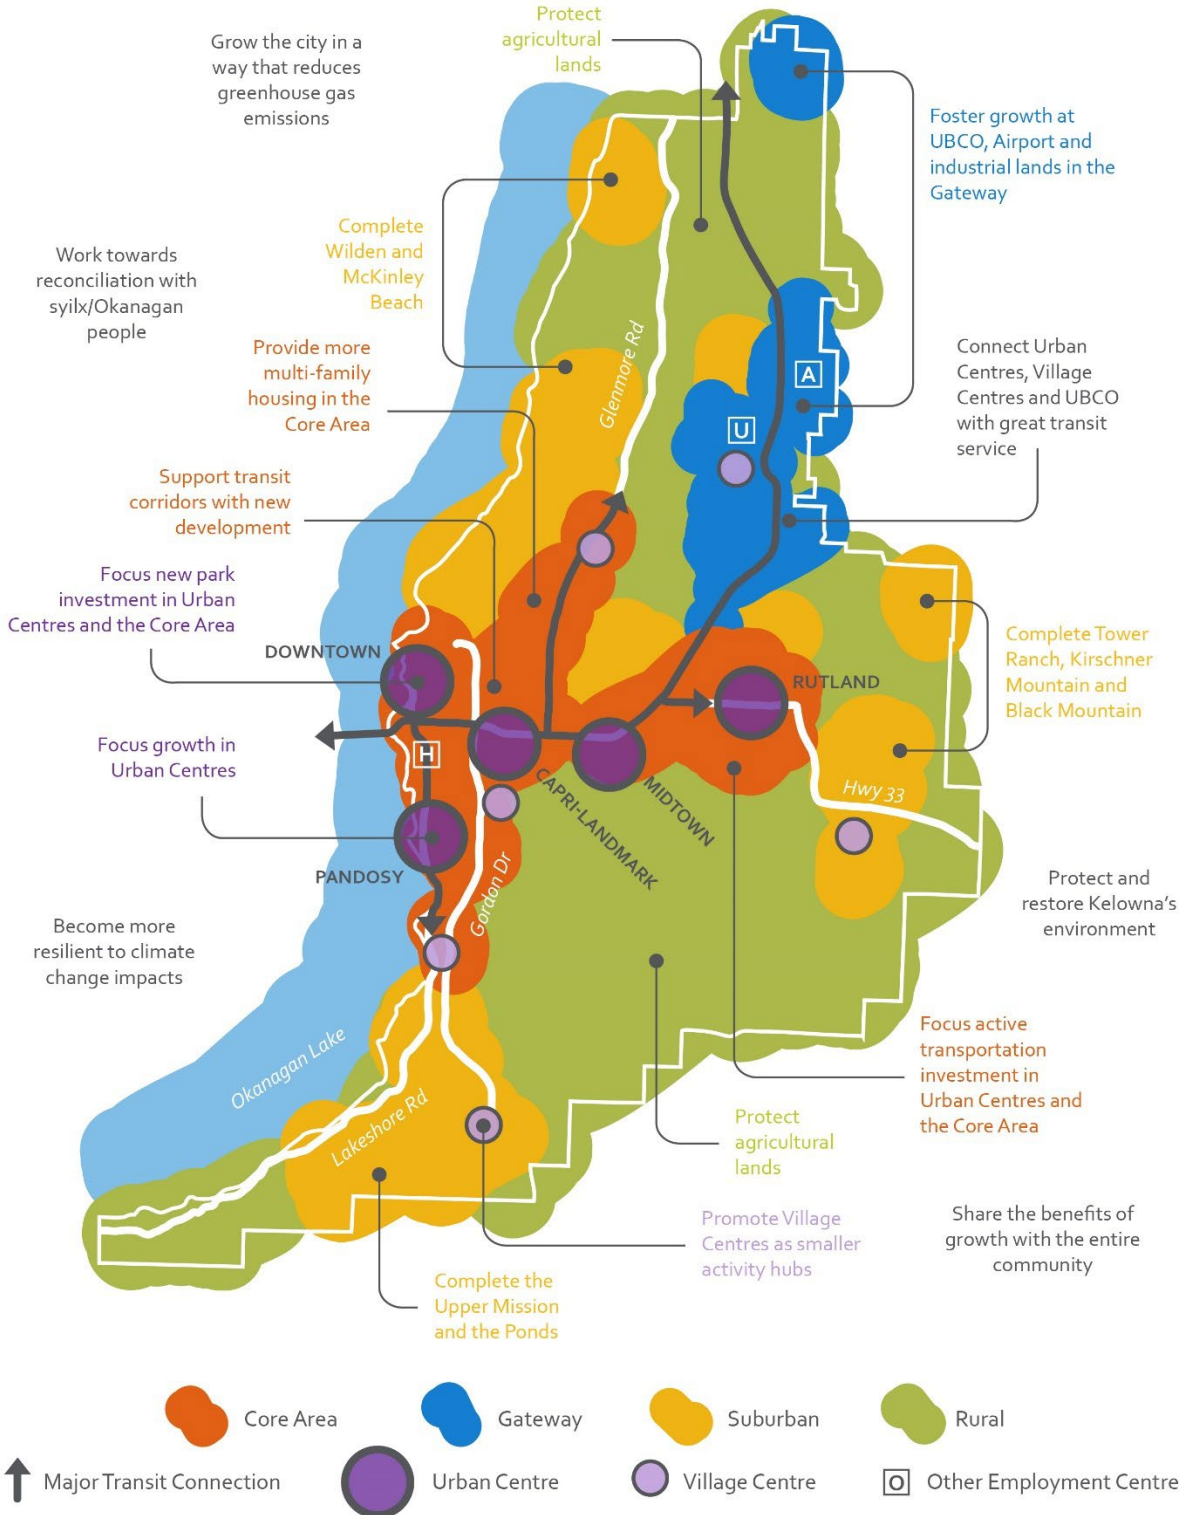 Protect
agricultural
lands
Grow the city in a
way that reduces
greenhouse gas
emissions
Foster growth at
UBCO, Airport and
industrial lands in the
Gateway
Complete
Wilden and
McKinley
Beach
Work towards
reconciliation with
syilx/Okanagan
people
Provide more
multi-family
housing in the
Core Area
Glenmore Rd
A
U
Connect Urban
Centres, Village
Centres and UBCO
with great transit
service
Support transit
corridors with new
development
Focus new park
investment in Urban
Centres and the Core Area
DOWNTOWN
RUTLAND
Complete Tower
Ranch, Kirschner
Mountain and
Black Mountain
Focus growth in
Urban Centres
H
CAPRI-LANDMARK
MIDTOWN
Hwy 33
PANDOSY
Gordon Dr
Protect and
restore Kelowna's
environment
Become more
resilient to climate
change impacts
Okanagan Lake
Lakeshore Rd
Focus active
transportation
investment in
Urban Centres and
the Core Area
Protect
agricultural
lands
Promote Village
Centres as smaller
activity hubs
Share the benefits of
growth with the entire
community
Complete the
Upper Mission
and the Ponds
Core Area
Gateway
Suburban
Rural
Major Transit Connection
Urban Centre
Village Centre
O
Other Employment Centre